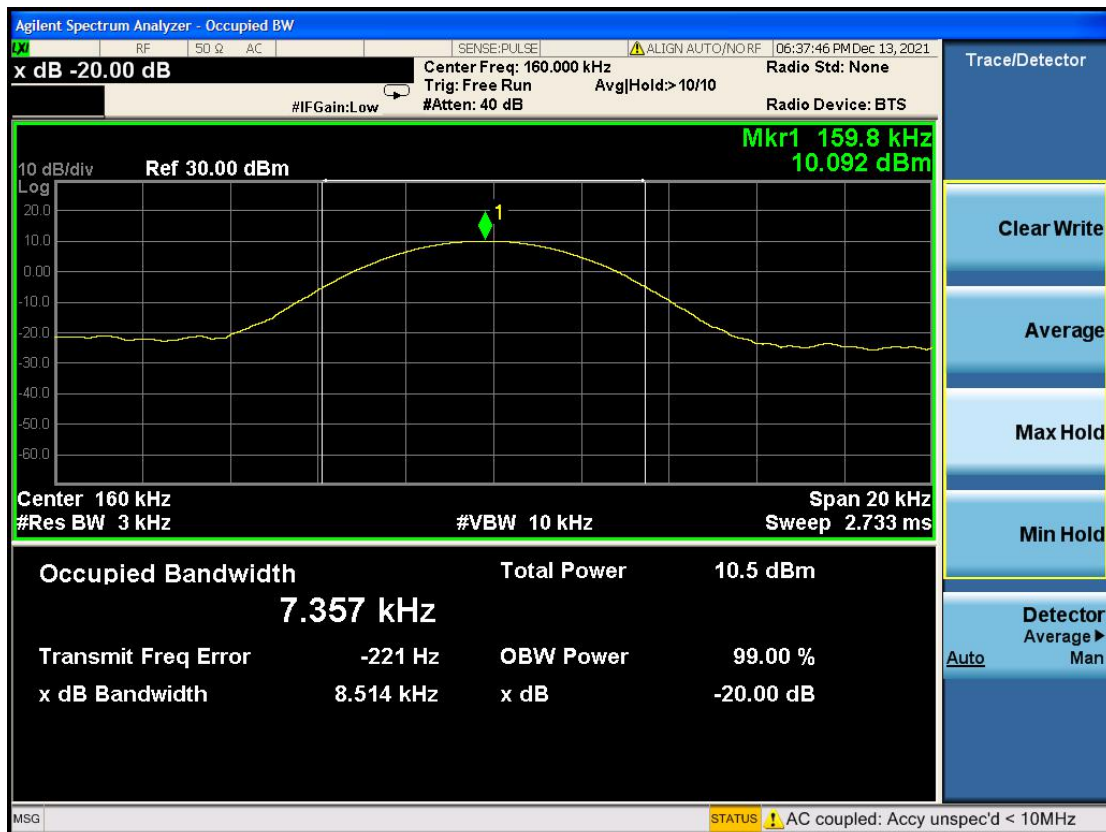 Agilent Spectrum Analyzer - Occupied BW
LXI RF 50 Ω AC SENSE:PULSE ALIGN AUTO/NO RF 06:37:46 PM Dec 13, 2021
x dB -20.00 dB
Center Freq: 160.000 kHz Radio Std: None
Trig: Free Run Avg|Hold:> 10/10
#IFGain:Low #Atten: 40 dB Radio Device: BTS
Mkr1 159.8 kHz
10.092 dBm
10 dB/div Ref 30.00 dBm
Log
20.0
10.0
0.00
-10.0
-20.0
-30.0
-40.0
-50.0
-60.0
1
Center 160 kHz Span 20 kHz
#Res BW 3 kHz #VBW 10 kHz Sweep 2.733 ms
Occupied Bandwidth Total Power 10.5 dBm
7.357 kHz
Transmit Freq Error -221 Hz OBW Power 99.00 %
x dB Bandwidth 8.514 kHz x dB -20.00 dB
Trace/Detector
Clear Write
Average
Max Hold
Min Hold
Detector
Average
Auto Man
MSG STATUS AC coupled: Accy unspec'd < 10MHz